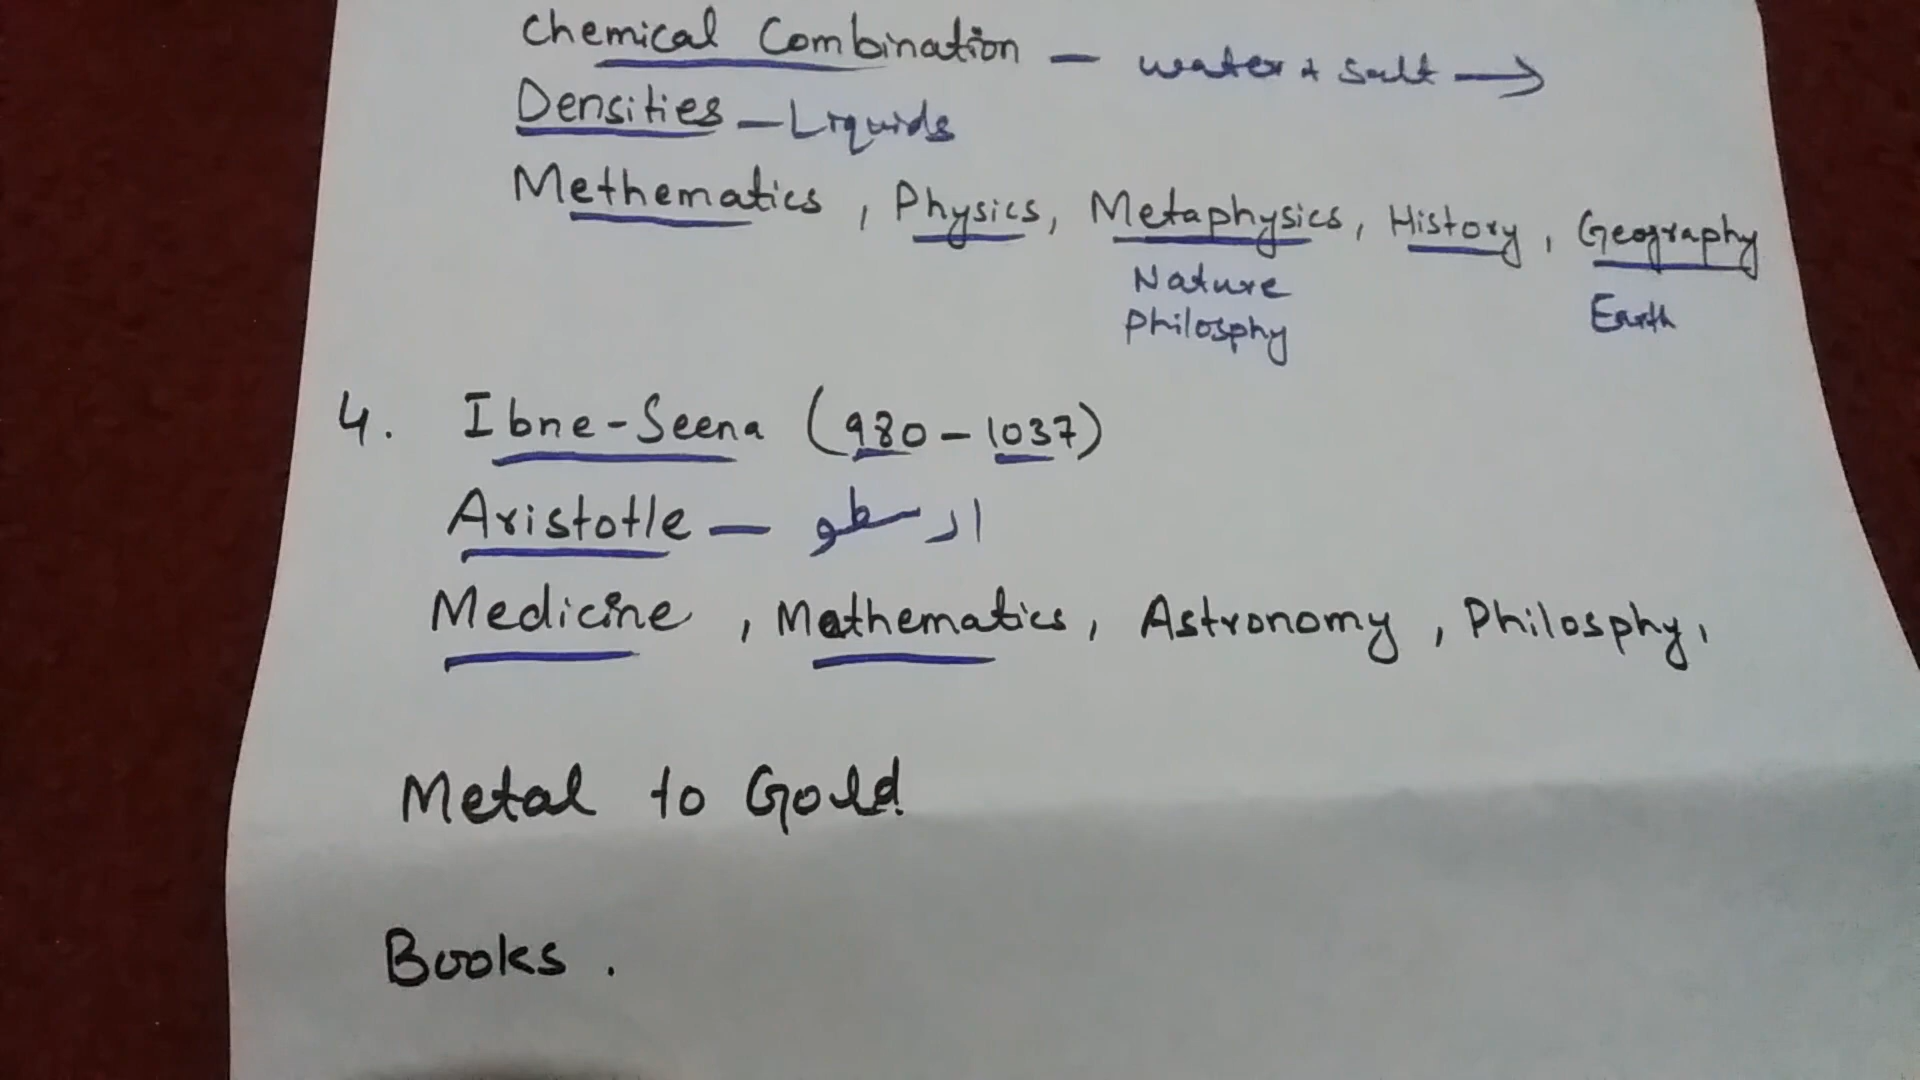 Chemical Combination — water + salt →
Densities — Liquids
Methematics, Physics, Metaphysics, History, Geography
Nature Earth
Philosphy
4. Ibne-Seena (980-1037)
Aristotle — ارسطو
Medicine, Mathematics, Astronomy, Philosphy,
Metal to Gold
Books.